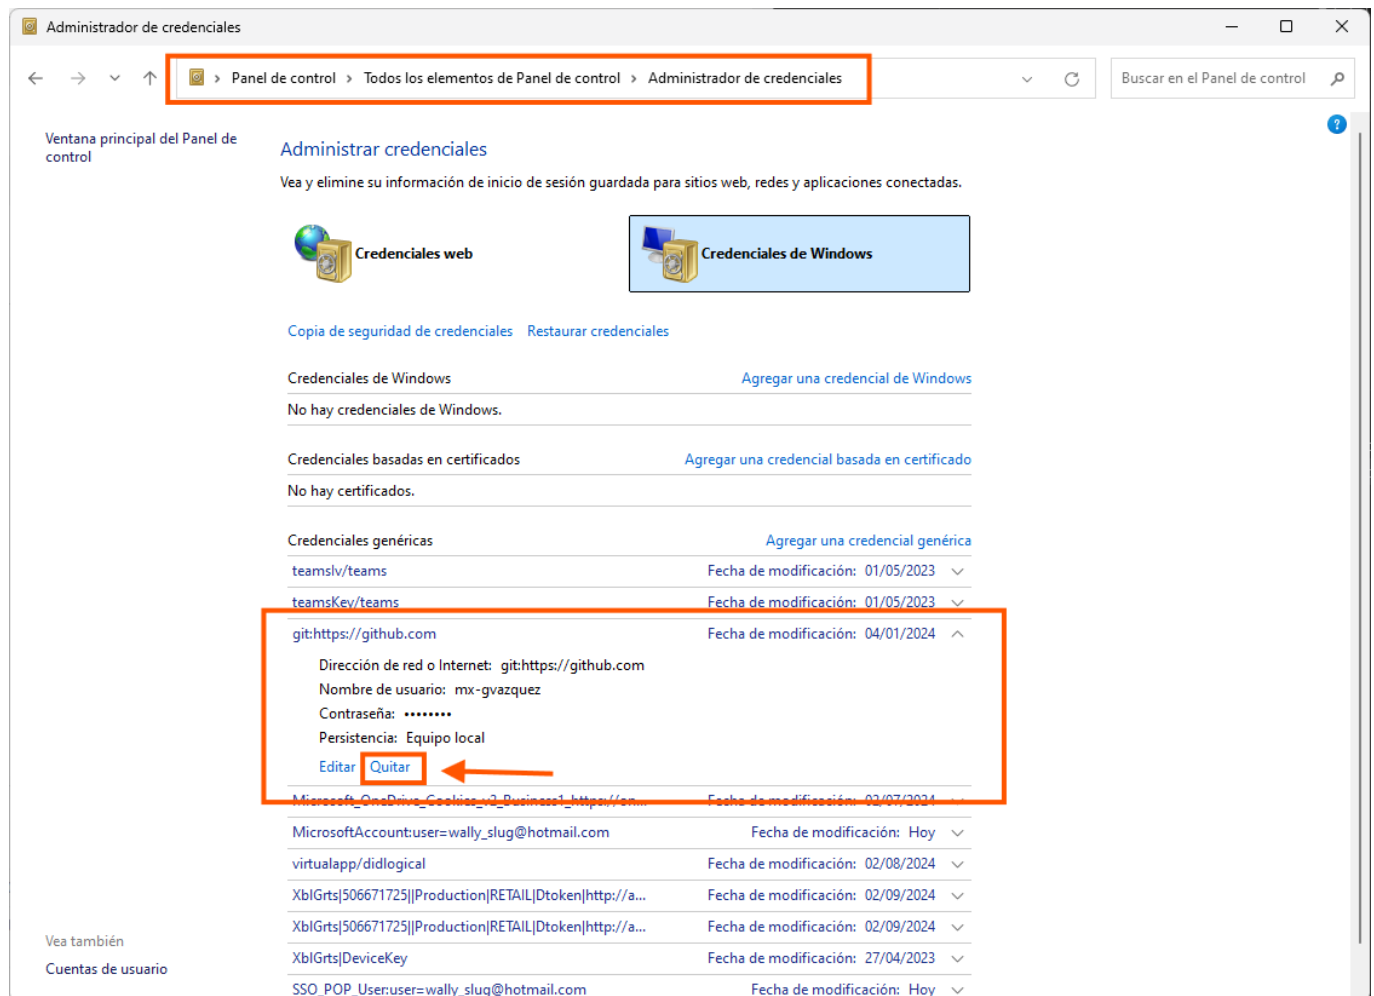 Administrador de credenciales
Panel de control > Todos los elementos de Panel de control > Administrador de credenciales
Buscar en el Panel de control
Ventana principal del Panel de
control
Administrar credenciales
Vea y elimine su información de inicio de sesión guardada para sitios web, redes y aplicaciones conectadas.
Credenciales web
Credenciales de Windows
Copia de seguridad de credenciales Restaurar credenciales
Credenciales de Windows Agregar una credencial de Windows
No hay credenciales de Windows.
Credenciales basadas en certificados Agregar una credencial basada en certificado
No hay certificados.
Credenciales genéricas Agregar una credencial genérica
teamslv/teams Fecha de modificación: 01/05/2023
teamsKey/teams Fecha de modificación: 01/05/2023
git:https://github.com Fecha de modificación: 04/01/2024
Dirección de red o Internet: git:https://github.com
Nombre de usuario: mx-gvazquez
Contraseña: ••••••••
Persistencia: Equipo local
Editar Quitar
Microsoft_OneDrive_Cookies_v2_Business1_https://on... Fecha de modificación: 02/07/2024
MicrosoftAccount:user=wally_slug@hotmail.com Fecha de modificación: Hoy
virtualapp/didlogical Fecha de modificación: 02/08/2024
XblGrts|506671725||Production|RETAIL|Dtoken|http://a... Fecha de modificación: 02/09/2024
XblGrts|506671725||Production|RETAIL|Dtoken|http://a... Fecha de modificación: 02/09/2024
XblGrts|DeviceKey Fecha de modificación: 27/04/2023
SSO_POP_User:user=wally_slug@hotmail.com Fecha de modificación: Hoy
Vea también
Cuentas de usuario